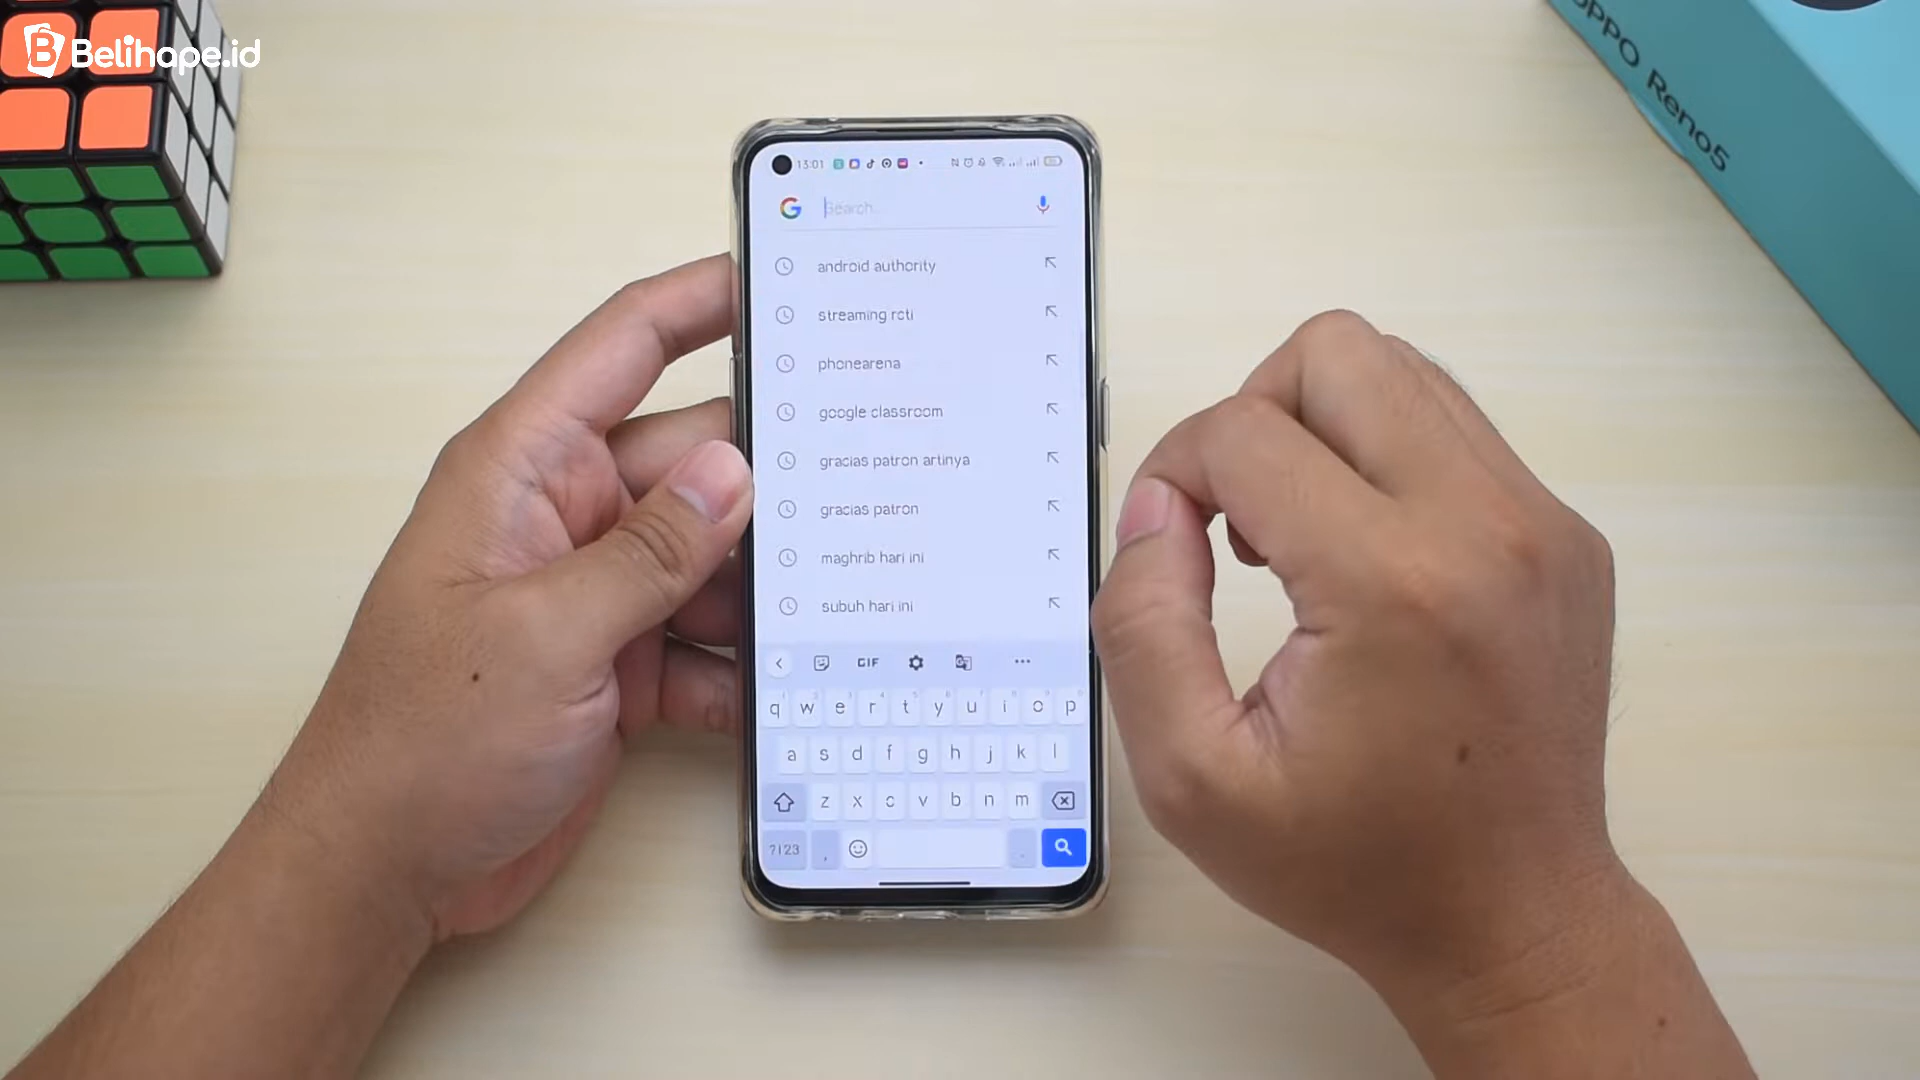 Belihape.id
OPPO Reno5
13:01
Search...
android authority
streaming rcti
phonearena
google classroom
gracias patron artinya
gracias patron
maghrib hari ini
subuh hari ini
GIF
q w e r t y u i o p
a s d f g h j k l
z x c v b n m
?123 , .